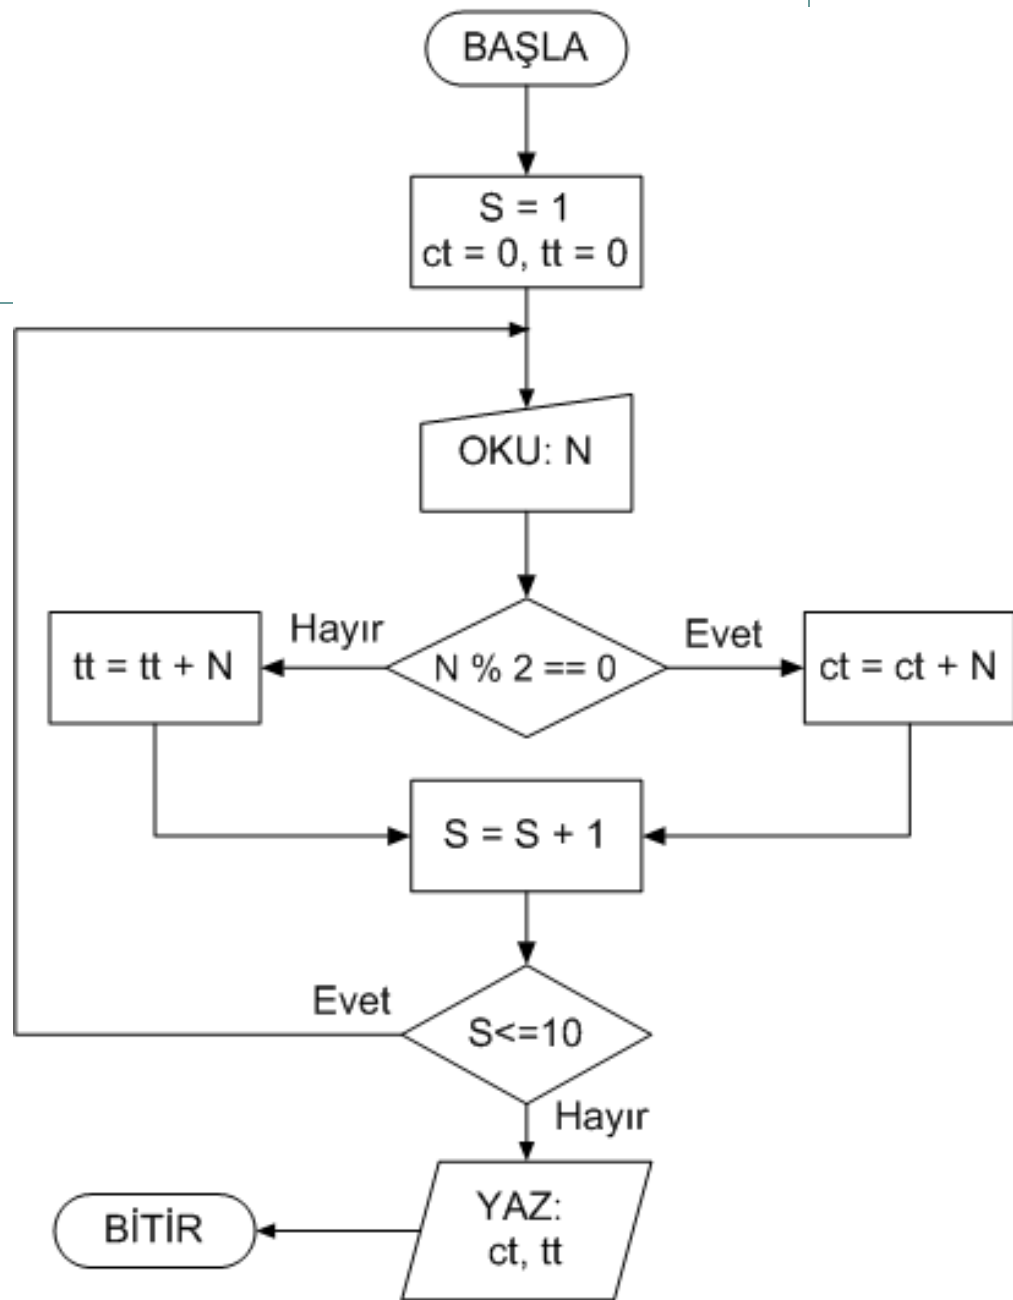 BAŞLA
S = 1
ct = 0, tt = 0
OKU: N
Hayır
Evet
tt = tt + N
N % 2 == 0
ct = ct + N
S = S + 1
Evet
S<=10
Hayır
YAZ:
ct, tt
BİTİR